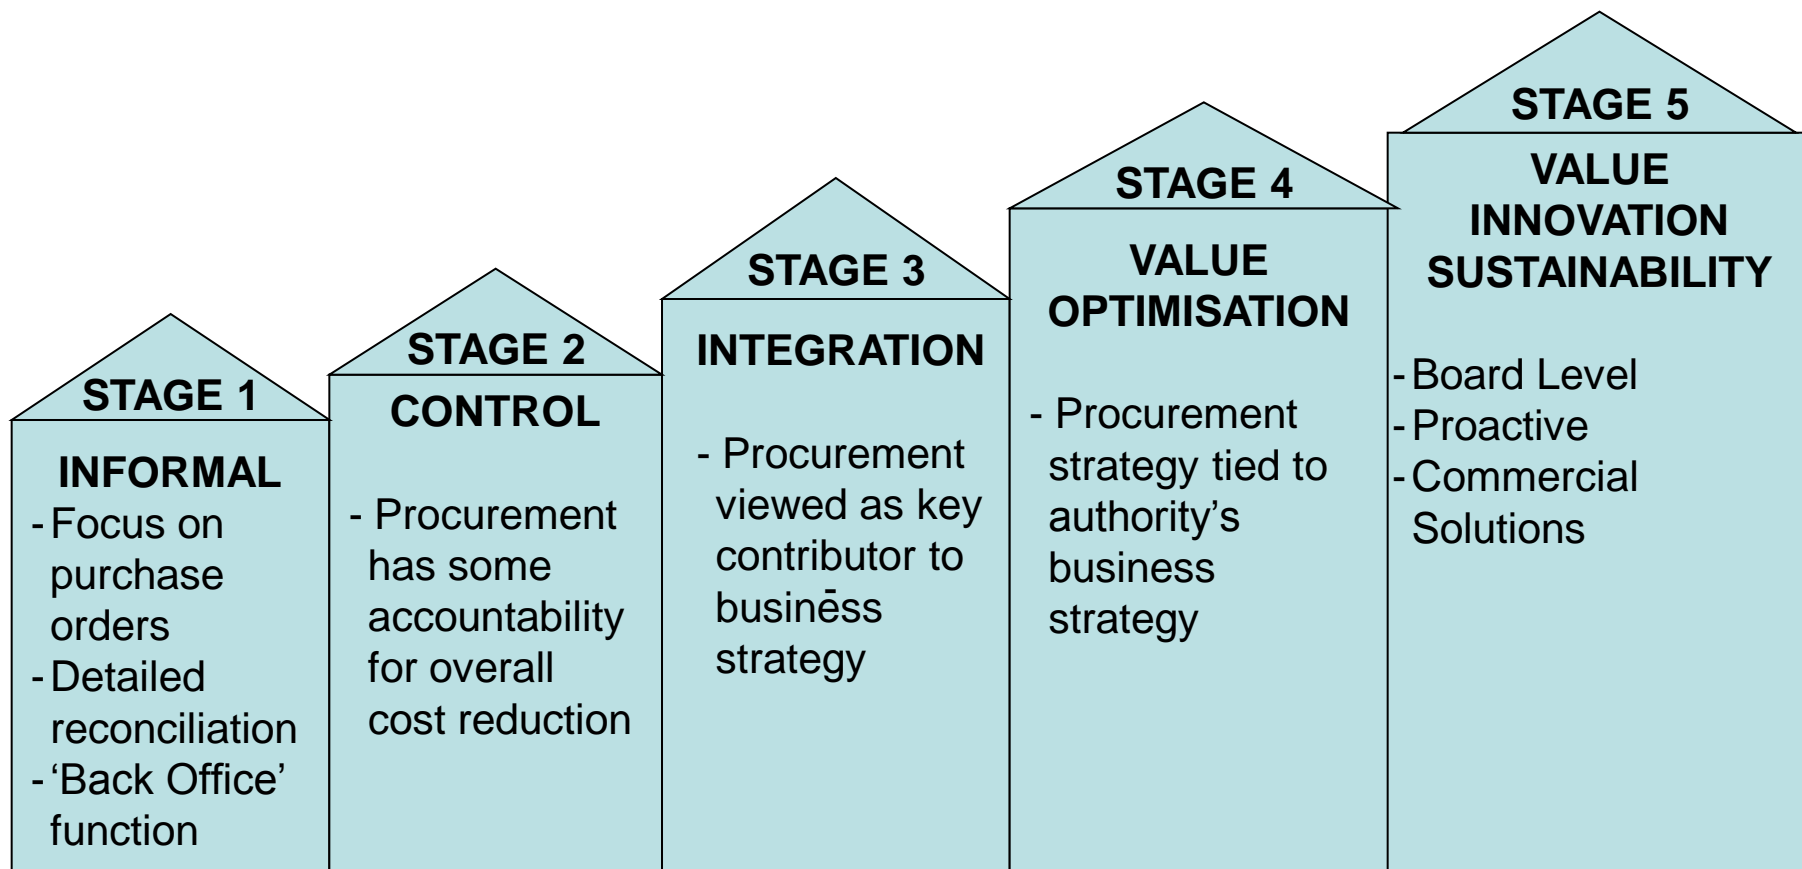 STAGE 1
INFORMAL
- Focus on
purchase
orders
- Detailed
reconciliation
- ‘Back Office’
function
STAGE 2
CONTROL
- Procurement
has some
accountability
for overall
cost reduction
STAGE 3
INTEGRATION
- Procurement
viewed as key
contributor to
businēss
strategy
STAGE 4
VALUE
OPTIMISATION
- Procurement
strategy tied to
authority’s
business
strategy
STAGE 5
VALUE
INNOVATION
SUSTAINABILITY
- Board Level
- Proactive
- Commercial
Solutions